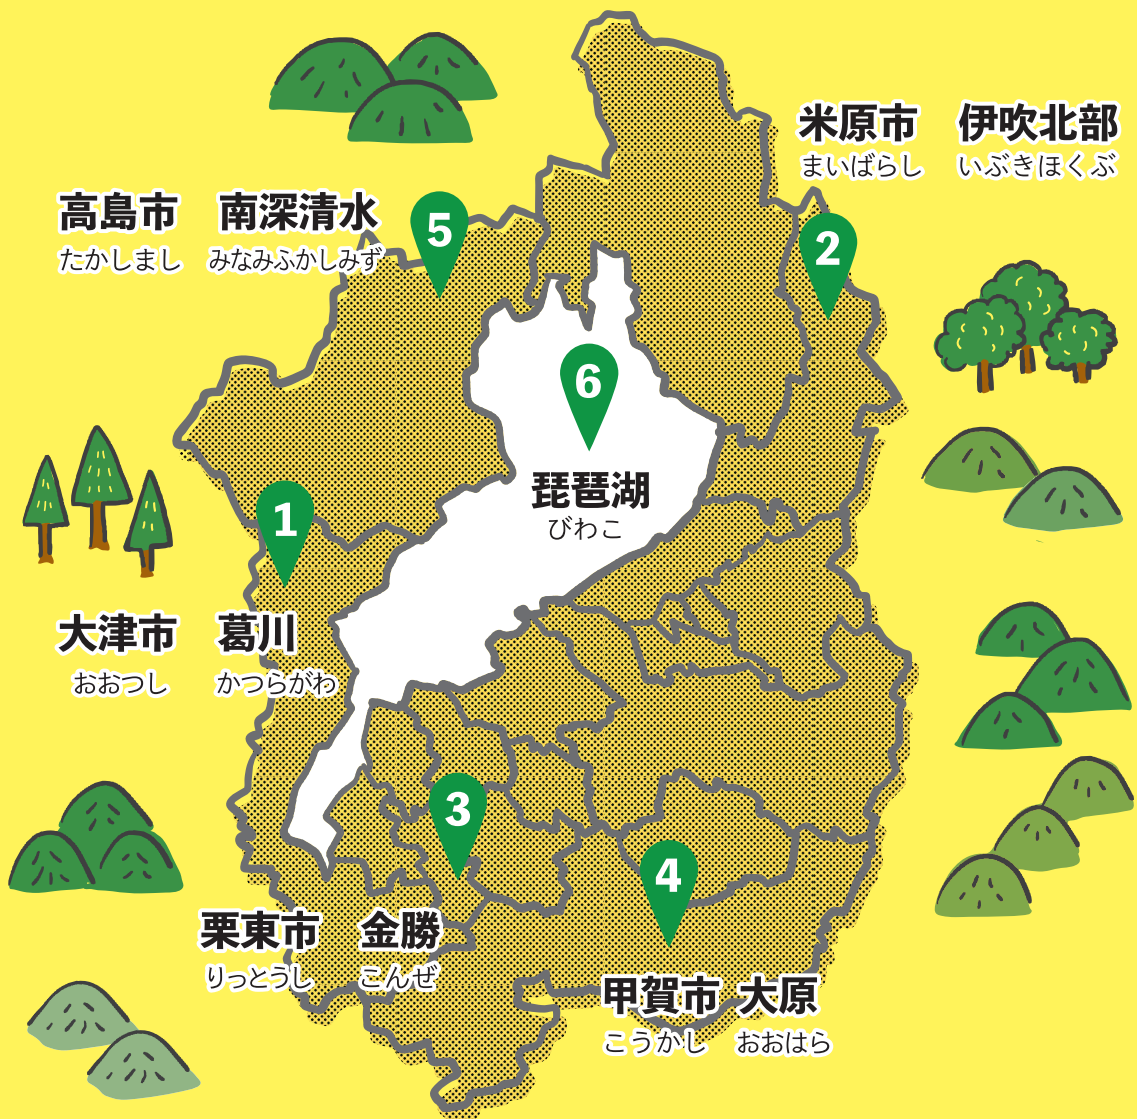 米原市 伊吹北部
まいばらし いぶきほくぶ
高島市 南深清水
たかしまし みなみふかしみず
5
2
6
琵琶湖
びわこ
1
大津市 葛川
おおつし かつらがわ
3
4
栗東市 金勝
りっとうし こんぜ
甲賀市 大原
こうかし おおはら